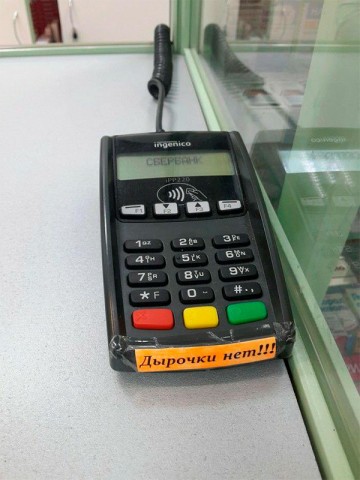 ingenico
СБЕРБАНК
iPP220
F1 F2 F3 F4
1 QZ 2 3
4 5 6
7 8 9
* F 0 #
Дырочки нет!!!